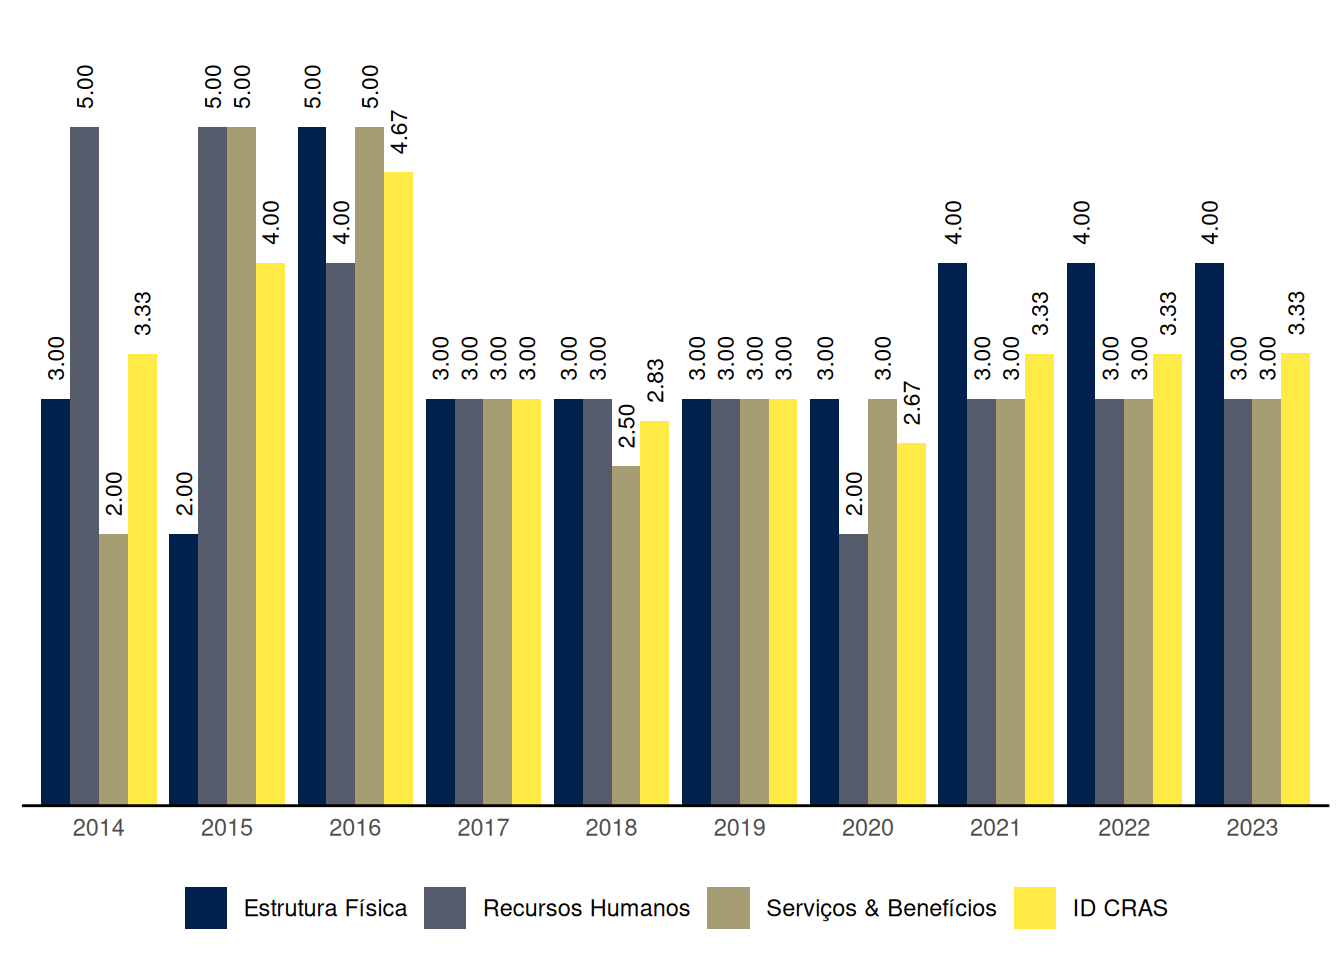 3.00 5.00 2.00 3.33
2.00 5.00 5.00 4.00
5.00 4.00 5.00 4.67
3.00 3.00 3.00 3.00
3.00 3.00 2.50 2.83
3.00 3.00 3.00 3.00
3.00 2.00 3.00 2.67
4.00 3.00 3.00 3.33
4.00 3.00 3.00 3.33
4.00 3.00 3.00 3.33
2014 2015 2016 2017 2018 2019 2020 2021 2022 2023
Estrutura Física Recursos Humanos Serviços & Benefícios ID CRAS